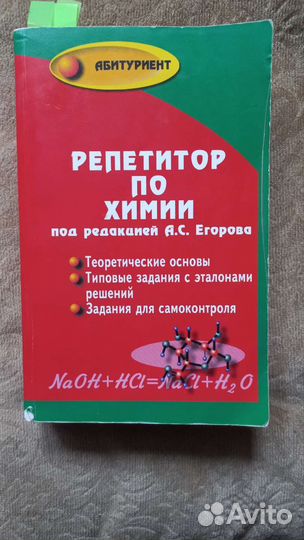 АБИТУРИЕНТ
РЕПЕТИТОР
ПО
ХИМИИ
под редакцией А.С. Егорова
Теоретические основы
Типовые задания с эталонами
решений
Задания для самоконтроля
NaOH+HCl=NaCl+H₂O
Avito